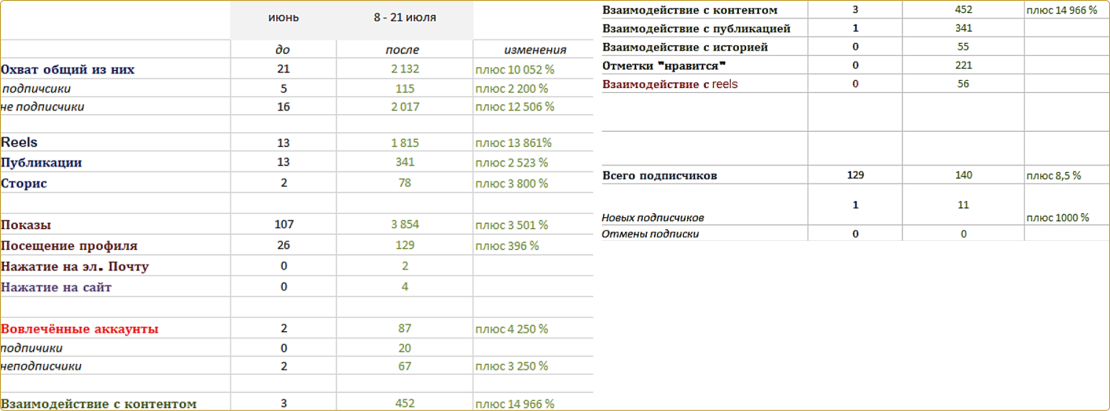 июнь 8 - 21 июля
до после изменения
Охват общий из них 21 2 132 плюс 10 052 %
подпичсики 5 115 плюс 2 200 %
не подписчики 16 2 017 плюс 12 506 %
Reels 13 1 815 плюс 13 861%
Публикации 13 341 плюс 2 523 %
Сторис 2 78 плюс 3 800 %
Показы 107 3 854 плюс 3 501 %
Посещение профиля 26 129 плюс 396 %
Нажатие на эл. Почту 0 2
Нажатие на сайт 0 4
Вовлечённые аккаунты 2 87 плюс 4 250 %
подпичики 0 20
неподписчики 2 67 плюс 3 250 %
Взаимодействие с контентом 3 452 плюс 14 966 %
Взаимодействие с контентом 3 452 плюс 14 966 %
Взаимодействие с публикацией 1 341
Взаимодействие с историей 0 55
Отметки "нравится" 0 221
Взаимодействие с reels 0 56
Всего подписчиков 129 140 плюс 8,5 %
1 11
Новых подписчиков плюс 1000 %
Отмены подписки 0 0